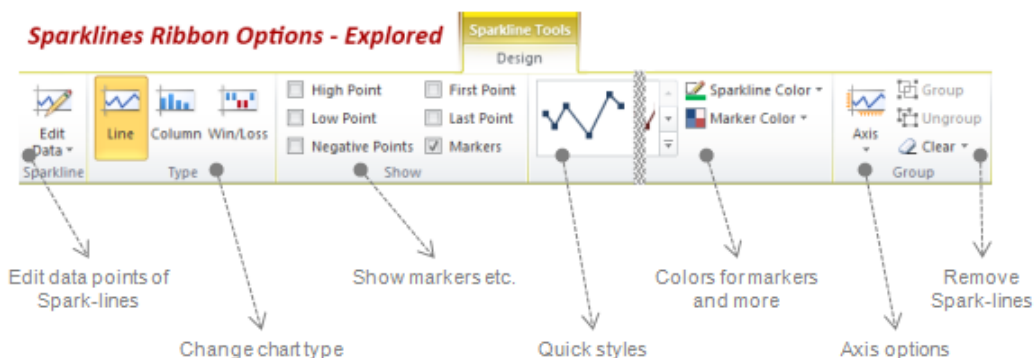 Sparklines Ribbon Options - Explored
Sparkline Tools
Design
Edit
Data
Sparkline
Line
Column
Win/Loss
Type
High Point
First Point
Low Point
Last Point
Negative Points
Markers
Show
Sparkline Color
Marker Color
Axis
Group
Ungroup
Clear
Group
Edit data points of
Spark-lines
Show markers etc.
Colors for markers
and more
Remove
Spark-lines
Change chart type
Quick styles
Axis options